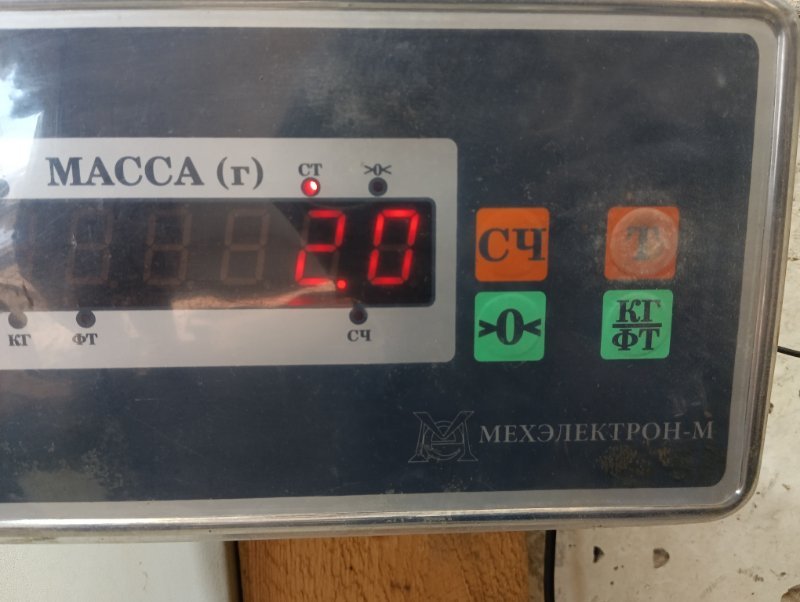 МАССА (г)
СТ
>0<
2.0
КГ
ФТ
СЧ
СЧ
Т
>0<
КГ
ФТ
МЕХЭЛЕКТРОН-М